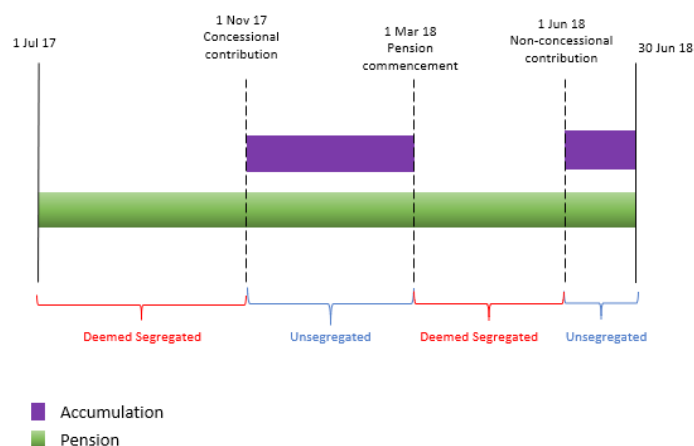 1 Jul 17
1 Nov 17
Concessional
contribution
1 Mar 18
Pension
commencement
1 Jun 18
Non-concessional
contribution
30 Jun 18
Deemed Segregated
Unsegregated
Deemed Segregated
Unsegregated
Accumulation
Pension